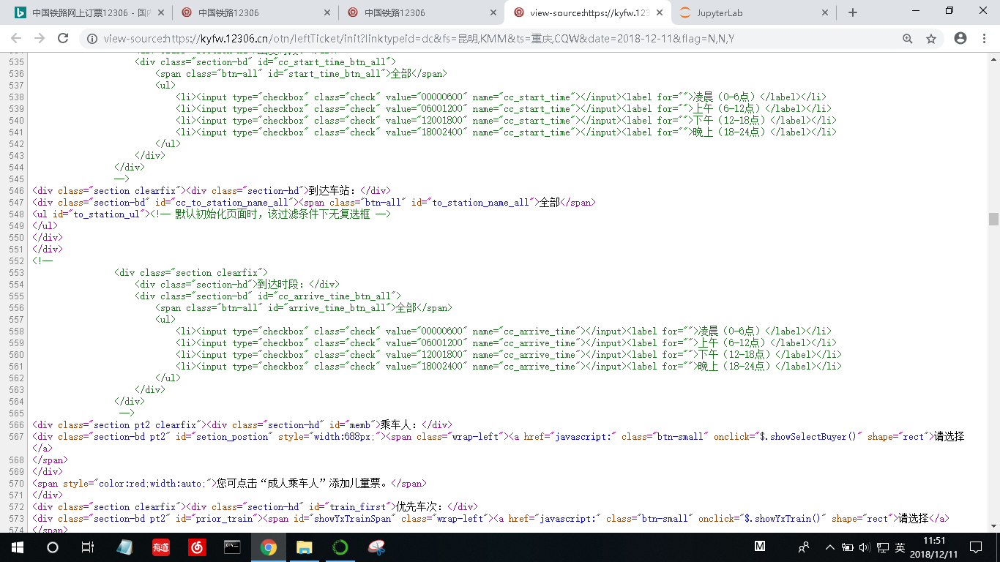 中国铁路网上订票12306 - 国内
中国铁路12306
中国铁路12306
view-source:https://kyfw.123
JupyterLab
view-source:https://kyfw.12306.cn/otn/leftTicket/init?linktypeid=dc&fs=昆明,KMM&ts=重庆,CQW&date=2018-12-11&flag=N,N,Y
535 <div class="section-bd" id="cc_start_time_btn_all">
536 <span class="btn-all" id="start_time_btn_all">全部</span>
537 <ul>
538 <li><input type="checkbox" class="check" value="00000600" name="cc_start_time"></input><label for="">凌晨（0-6点）</label></li>
539 <li><input type="checkbox" class="check" value="06001200" name="cc_start_time"></input><label for="">上午（6-12点）</label></li>
540 <li><input type="checkbox" class="check" value="12001800" name="cc_start_time"></input><label for="">下午（12-18点）</label></li>
541 <li><input type="checkbox" class="check" value="18002400" name="cc_start_time"></input><label for="">晚上（18-24点）</label></li>
542 </ul>
543 </div>
544 </div>
545 -->
546 <div class="section clearfix"><div class="section-hd">到达车站：</div>
547 <div class="section-bd" id="cc_to_station_name_all"><span class="btn-all" id="to_station_name_all">全部</span>
548 <ul id="to_station_ul"><!-- 默认初始化页面时，该过滤条件下无复选框 -->
549 </ul>
550 </div>
551 </div>
552 <!--
553 <div class="section clearfix">
554 <div class="section-hd">到达时段：</div>
555 <div class="section-bd" id="cc_arrive_time_btn_all">
556 <span class="btn-all" id="arrive_time_btn_all">全部</span>
557 <ul>
558 <li><input type="checkbox" class="check" value="00000600" name="cc_arrive_time"></input><label for="">凌晨（0-6点）</label></li>
559 <li><input type="checkbox" class="check" value="06001200" name="cc_arrive_time"></input><label for="">上午（6-12点）</label></li>
560 <li><input type="checkbox" class="check" value="12001800" name="cc_arrive_time"></input><label for="">下午（12-18点）</label></li>
561 <li><input type="checkbox" class="check" value="18002400" name="cc_arrive_time"></input><label for="">晚上（18-24点）</label></li>
562 </ul>
563 </div>
564 </div>
565 -->
566 <div class="section pt2 clearfix"><div class="section-hd" id="memb">乘车人：</div>
567 <div class="section-bd pt2" id="setion_postion" style="width:688px;"><span class="wrap-left"><a href="javascript:" class="btn-small" onclick="$.showSelectBuyer()" shape="rect">请选择
</a>
568 </span>
569 </div>
570 <span style="color:red;width:auto;">您可点击“成人乘车人”添加儿童票。</span>
571 </div>
572 <div class="section clearfix"><div class="section-hd" id="train_first">优先车次：</div>
573 <div class="section-bd pt2" id="prior_train"><span id="showYxTrainSpan" class="wrap-left"><a href="javascript:" class="btn-small" onclick="$.showYxTrain()" shape="rect">请选择</a>
574 </span>
有道
M
英
11:51
2018/12/11